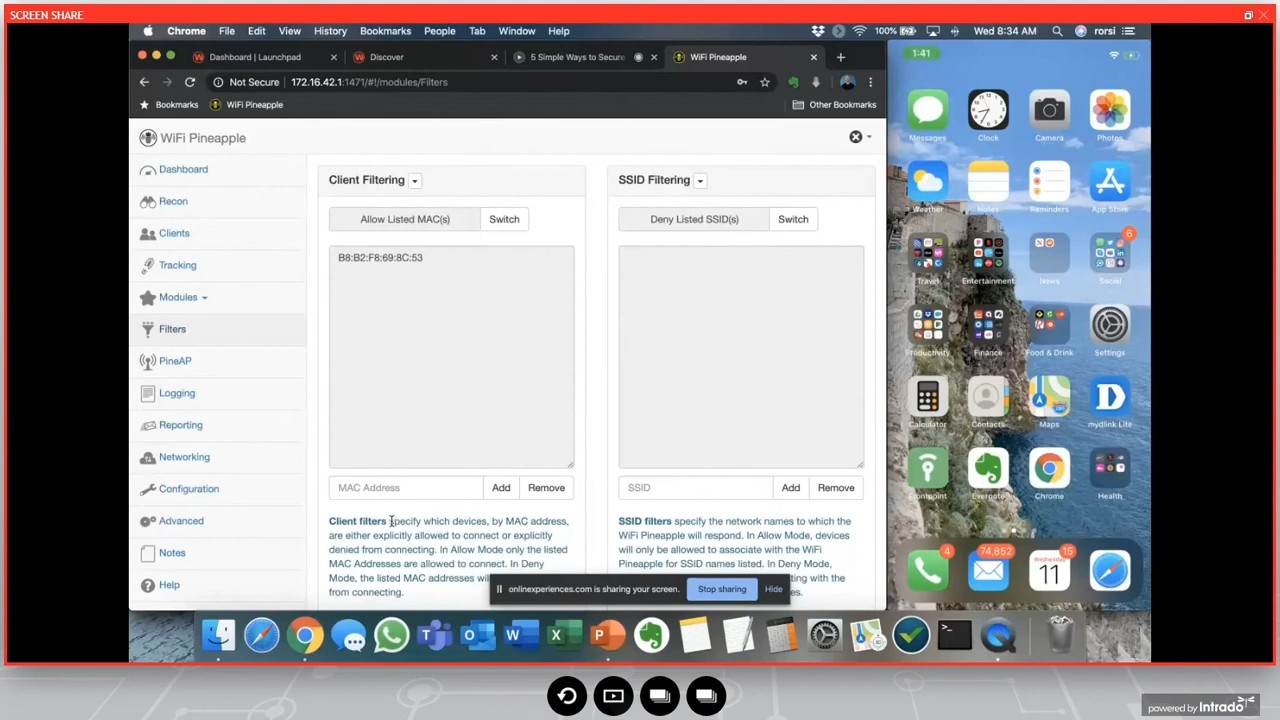 SCREEN SHARE
Chrome File Edit View History Bookmarks People Tab Window Help 100% Wed 8:34 AM rorsi
Dashboard | Launchpad
Discover
5 Simple Ways to Secure
WiFi Pineapple
Not Secure 172.16.42.1:1471/#!/modules/Filters
Bookmarks WiFi Pineapple Other Bookmarks
WiFi Pineapple
Dashboard
Recon
Clients
Tracking
Modules
Filters
PineAP
Logging
Reporting
Networking
Configuration
Advanced
Notes
Help
Client Filtering
Allow Listed MAC(s) Switch
B8:B2:F8:69:8C:53
MAC Address Add Remove
Client filters specify which devices, by MAC address,
are either explicitly allowed to connect or explicitly
denied from connecting. In Allow Mode only the listed
MAC Addresses are allowed to connect. In Deny
Mode, the listed MAC addresses
from connecting.
SSID Filtering
Deny Listed SSID(s) Switch
SSID Add Remove
SSID filters specify the network names to which the
WiFi Pineapple will respond. In Allow Mode, devices
will only be allowed to associate with the WiFi
Pineapple for SSID names listed. In Deny Mode,
with the
onlinexperiences.com is sharing your screen. Stop sharing Hide
1:41
Messages Clock Camera Photos
Weather Notes Reminders App Store
6
Travel Entertainment News Social
Productivity Finance Food & Drink Settings
Calculator Contacts Maps mydlink Lite
Frontpoint Evernote Chrome Health
4 74,852 15
Wednesday
11
powered by Intrado